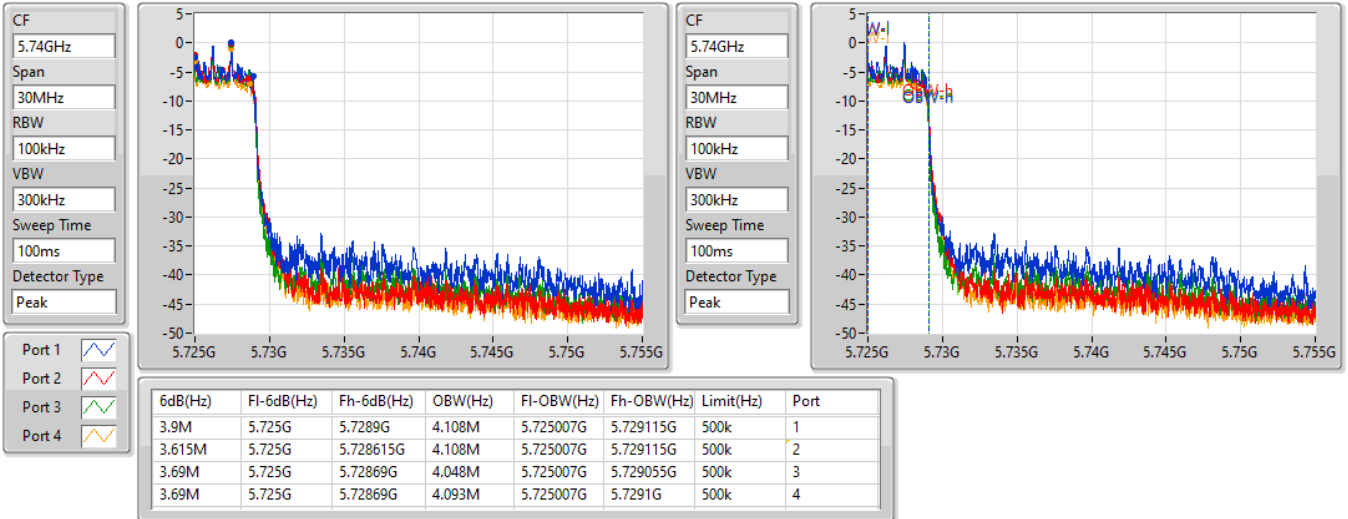 CF
5.74GHz
Span
30MHz
RBW
100kHz
VBW
300kHz
Sweep Time
100ms
Detector Type
Peak
5
0
-5
-10
-15
-20
-25
-30
-35
-40
-45
-50
5.725G 5.73G 5.735G 5.74G 5.745G 5.75G 5.755G
CF
5.74GHz
Span
30MHz
RBW
100kHz
VBW
300kHz
Sweep Time
100ms
Detector Type
Peak
5
0
-5
-10
-15
-20
-25
-30
-35
-40
-45
-50
W-l
OBW-h
5.725G 5.73G 5.735G 5.74G 5.745G 5.75G 5.755G
Port 1
Port 2
Port 3
Port 4
6dB(Hz) Fl-6dB(Hz) Fh-6dB(Hz) OBW(Hz) Fl-OBW(Hz) Fh-OBW(Hz) Limit(Hz) Port
3.9M 5.725G 5.7289G 4.108M 5.725007G 5.729115G 500k 1
3.615M 5.725G 5.728615G 4.108M 5.725007G 5.729115G 500k 2
3.69M 5.725G 5.72869G 4.048M 5.725007G 5.729055G 500k 3
3.69M 5.725G 5.72869G 4.093M 5.725007G 5.7291G 500k 4